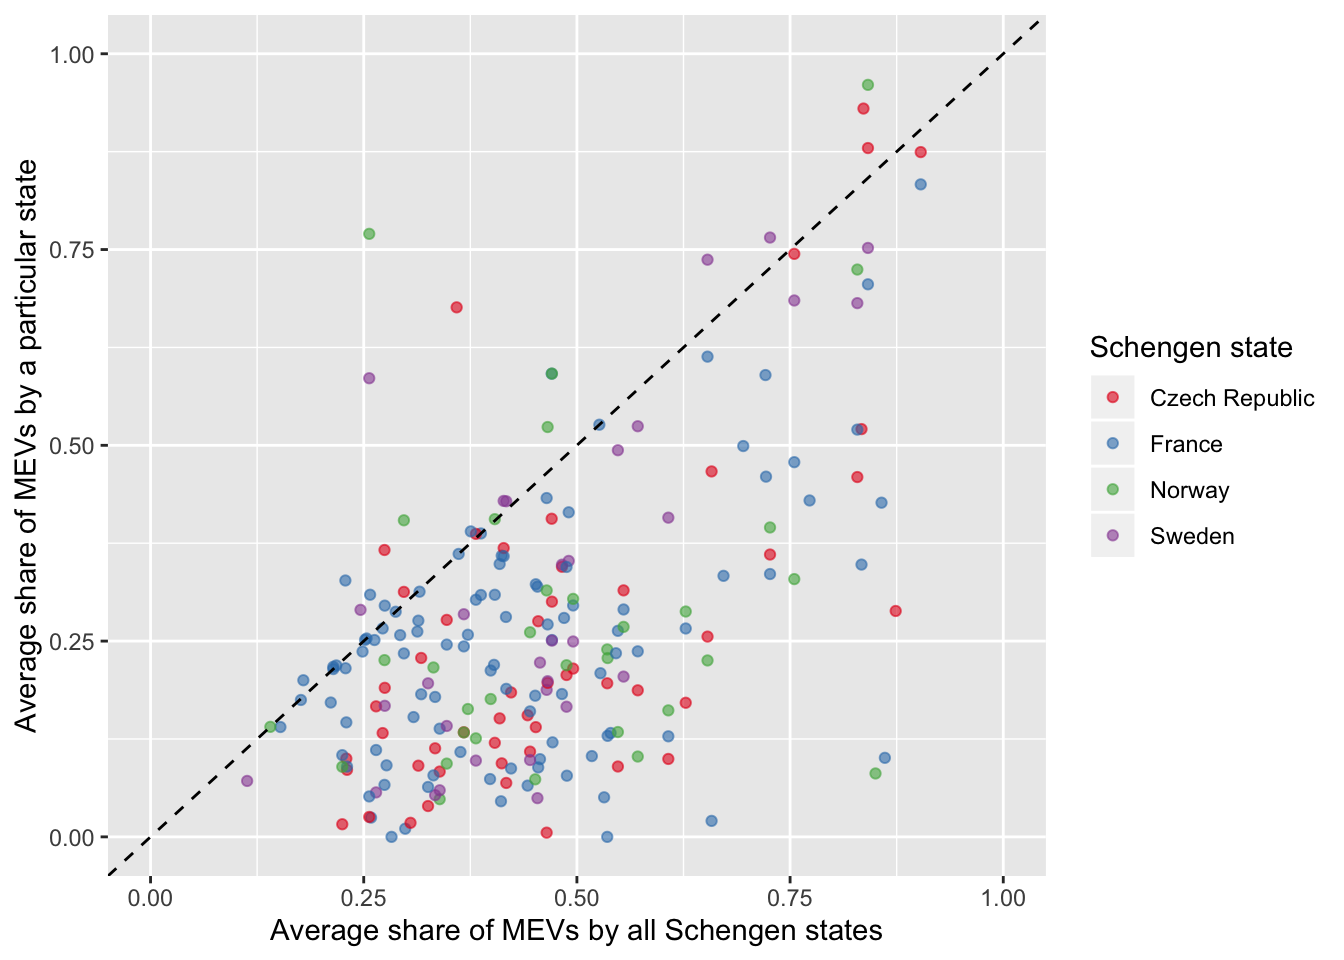 Average share of MEVs by a particular state
1.00
0.75
0.50
0.25
0.00
0.00 0.25 0.50 0.75 1.00
Average share of MEVs by all Schengen states
Schengen state
Czech Republic
France
Norway
Sweden